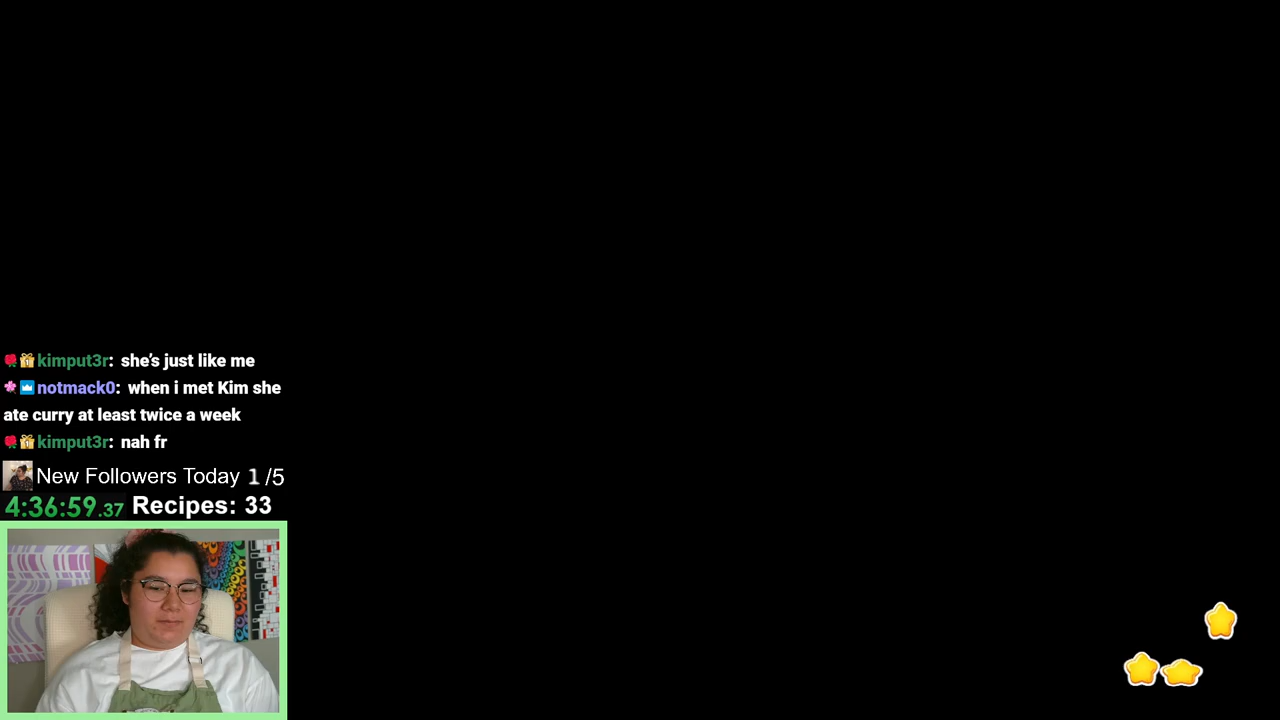 kimput3r: she's just like me
notmack0: when i met Kim she
ate curry at least twice a week
kimput3r: nah fr
New Followers Today 1 /5
4:36:59.37 Recipes: 33